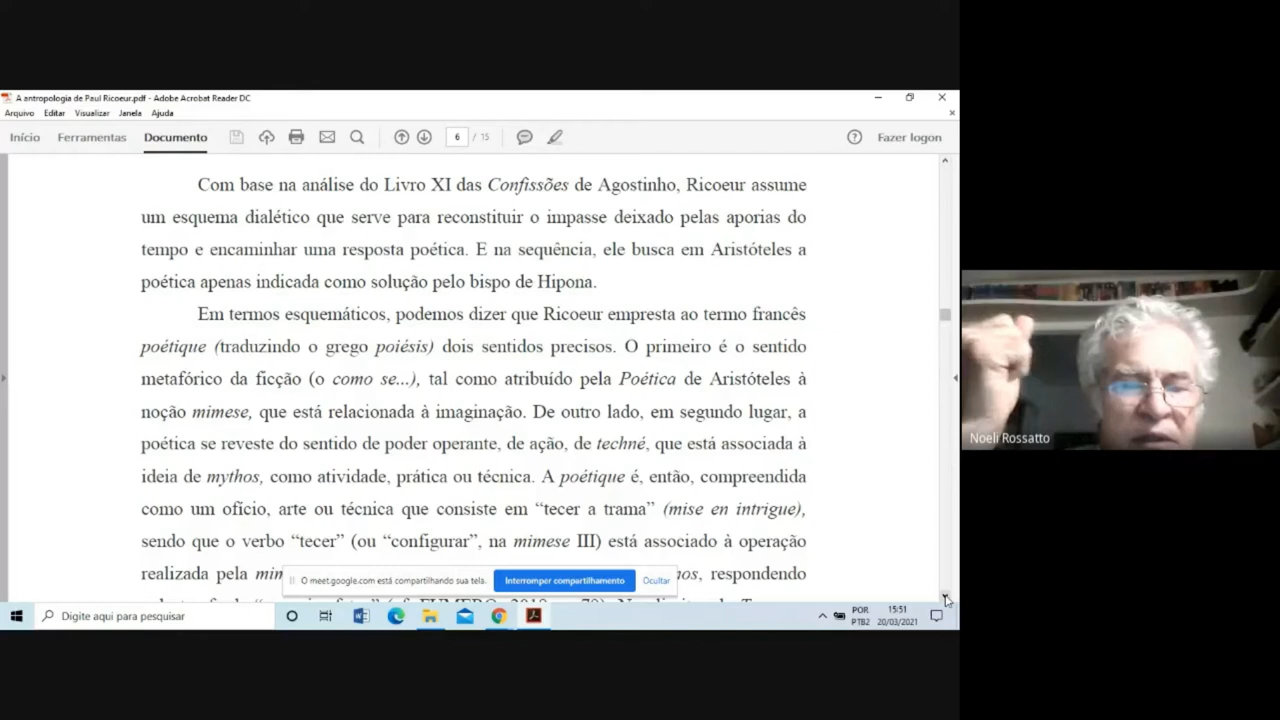 A antropologia de Paul Ricoeur.pdf - Adobe Acrobat Reader DC
Arquivo Editar Visualizar Janela Ajuda
Início Ferramentas Documento 6 / 15 Fazer logon
Com base na análise do Livro XI das Confissões de Agostinho, Ricoeur assume
um esquema dialético que serve para reconstituir o impasse deixado pelas aporias do
tempo e encaminhar uma resposta poética. E na sequência, ele busca em Aristóteles a
poética apenas indicada como solução pelo bispo de Hipona.
Em termos esquemáticos, podemos dizer que Ricoeur empresta ao termo francês
poétique (traduzindo o grego poiésis) dois sentidos precisos. O primeiro é o sentido
metafórico da ficção (o como se...), tal como atribuído pela Poética de Aristóteles à
noção mimese, que está relacionada à imaginação. De outro lado, em segundo lugar, a
poética se reveste do sentido de poder operante, de ação, de techné, que está associada à
ideia de mythos, como atividade, prática ou técnica. A poétique é, então, compreendida
como um ofício, arte ou técnica que consiste em “tecer a trama” (mise en intrigue),
sendo que o verbo “tecer” (ou “configurar”, na mimese III) está associado à operação
realizada pela respondendo
O meet.google.com está compartilhando sua tela. Interromper compartilhamento Ocultar
Digite aqui para pesquisar
POR
PTB2
15:51
20/03/2021
Noeli Rossatto